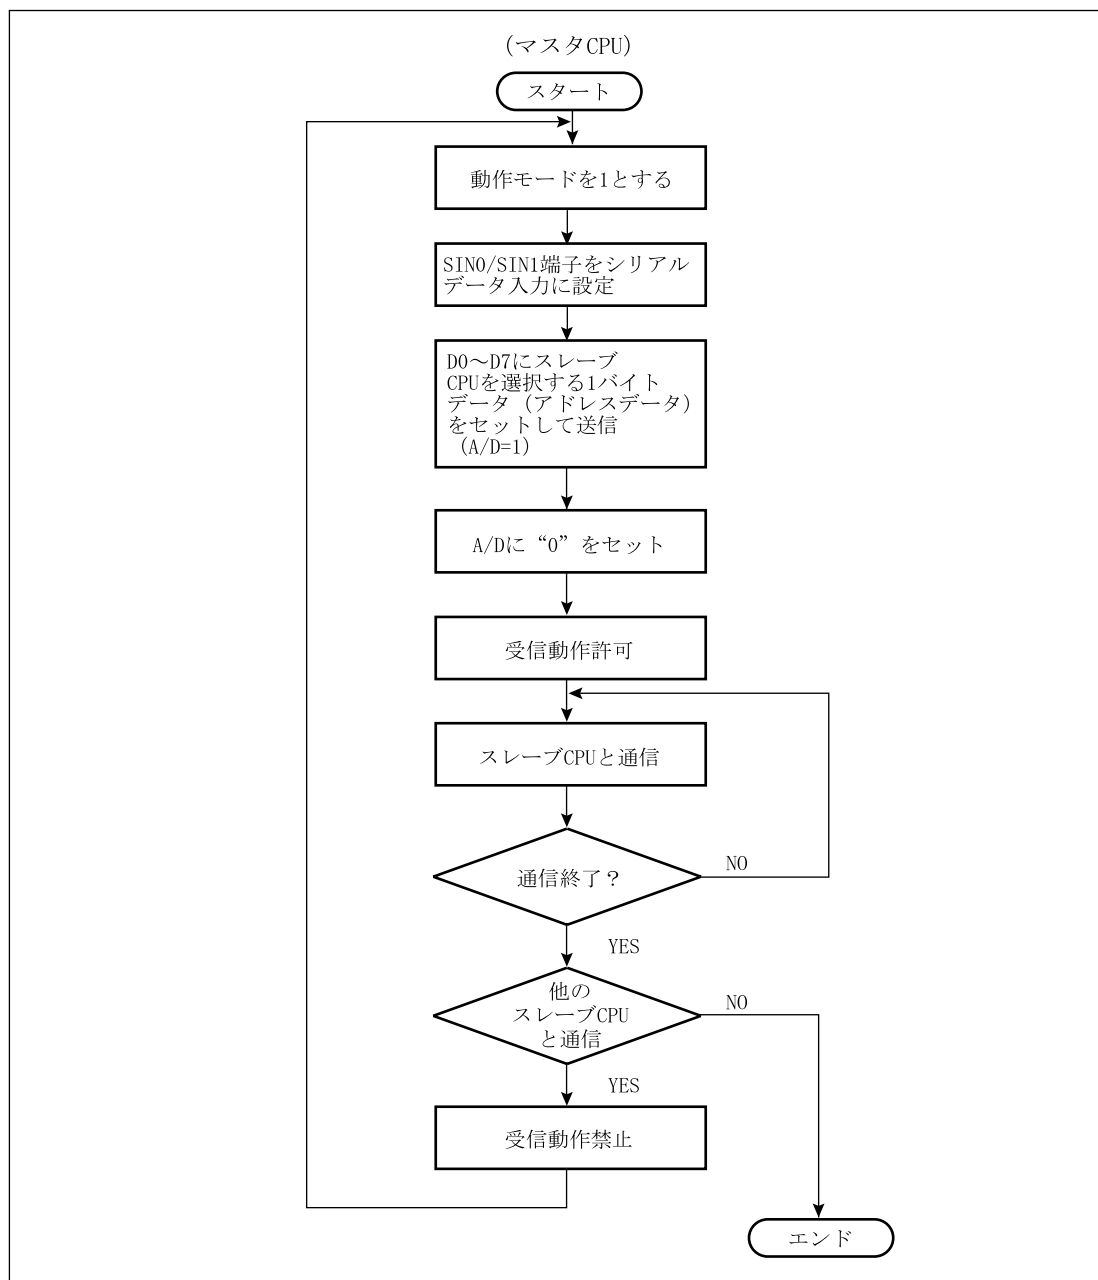 (マスタCPU)
スタート
動作モードを1とする
SIN0/SIN1端子をシリアル
データ入力に設定
D0～D7にスレーブ
CPUを選択する1バイト
データ（アドレスデータ）
をセットして送信
（A/D=1）
A/Dに“0”をセット
受信動作許可
スレーブCPUと通信
通信終了？
NO
YES
他の
スレーブCPU
と通信
NO
YES
受信動作禁止
エンド